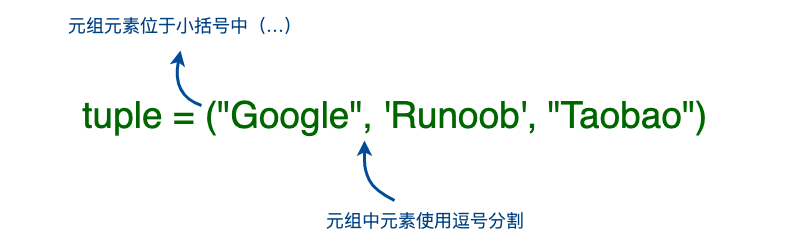 元组元素位于小括号中（...）
tuple = ("Google", 'Runoob', "Taobao")
元组中元素使用逗号分割